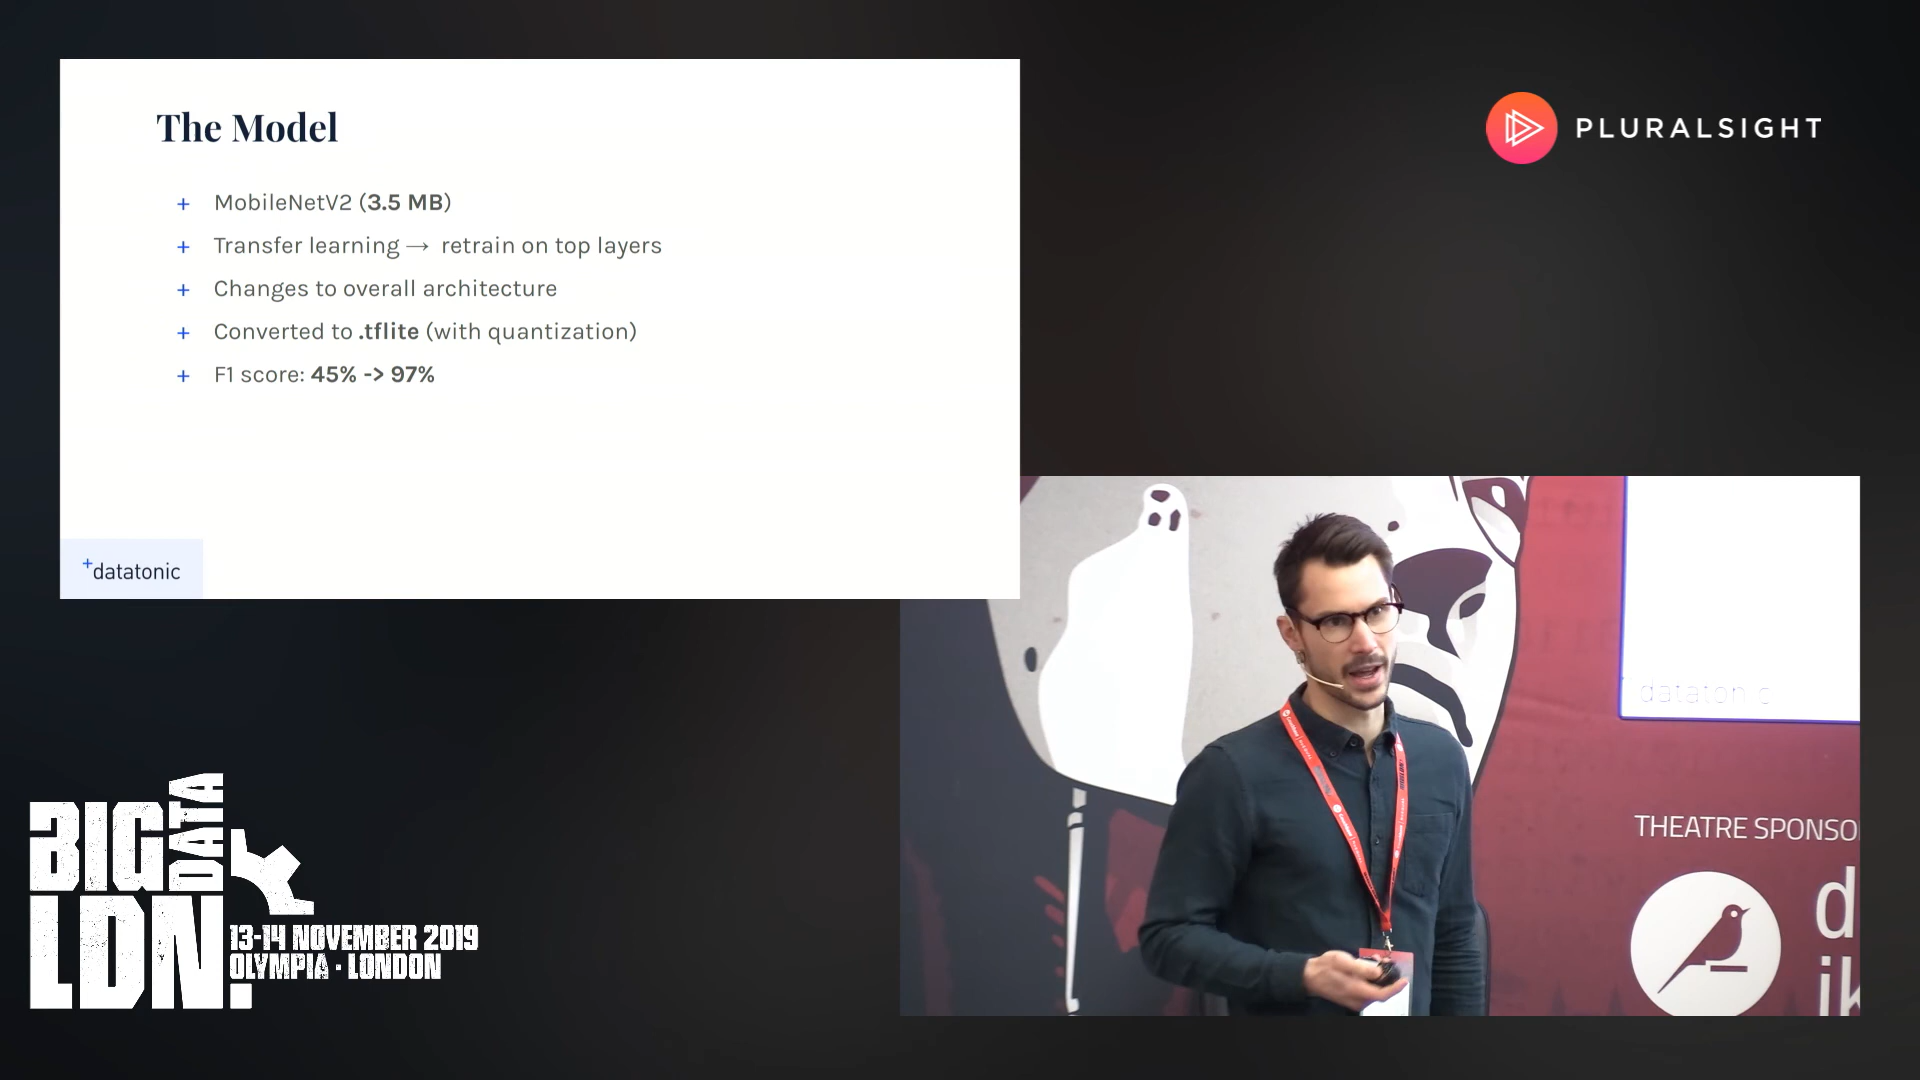 The Model
+ MobileNetV2 (3.5 MB)
+ Transfer learning → retrain on top layers
+ Changes to overall architecture
+ Converted to .tflite (with quantization)
+ F1 score: 45% -> 97%
+datatonic
PLURALSIGHT
datatonic
THEATRE SPONSO
d
ik
BIG
DATA
LDN.
13-14 NOVEMBER 2019
OLYMPIA · LONDON